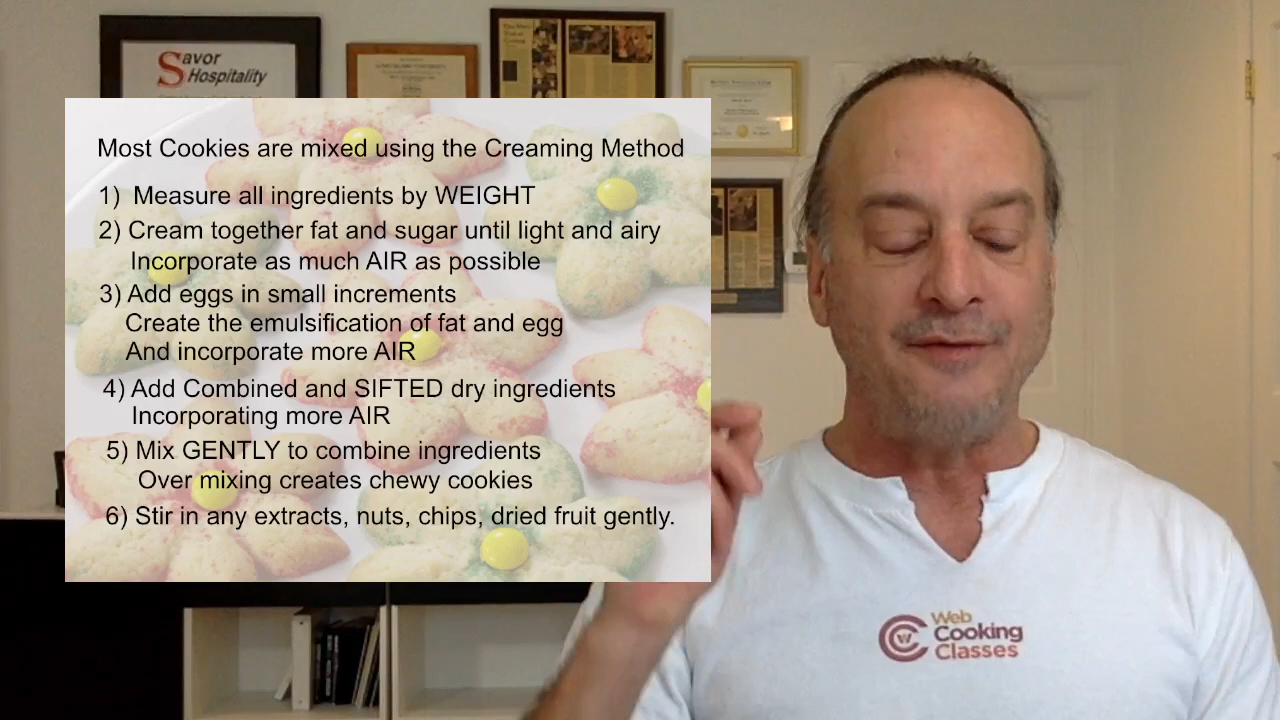 Savor
Hospitality
Most Cookies are mixed using the Creaming Method
1) Measure all ingredients by WEIGHT
2) Cream together fat and sugar until light and airy
Incorporate as much AIR as possible
3) Add eggs in small increments
Create the emulsification of fat and egg
And incorporate more AIR
4) Add Combined and SIFTED dry ingredients
Incorporating more AIR
5) Mix GENTLY to combine ingredients
Over mixing creates chewy cookies
6) Stir in any extracts, nuts, chips, dried fruit gently.
Web
Cooking
Classes